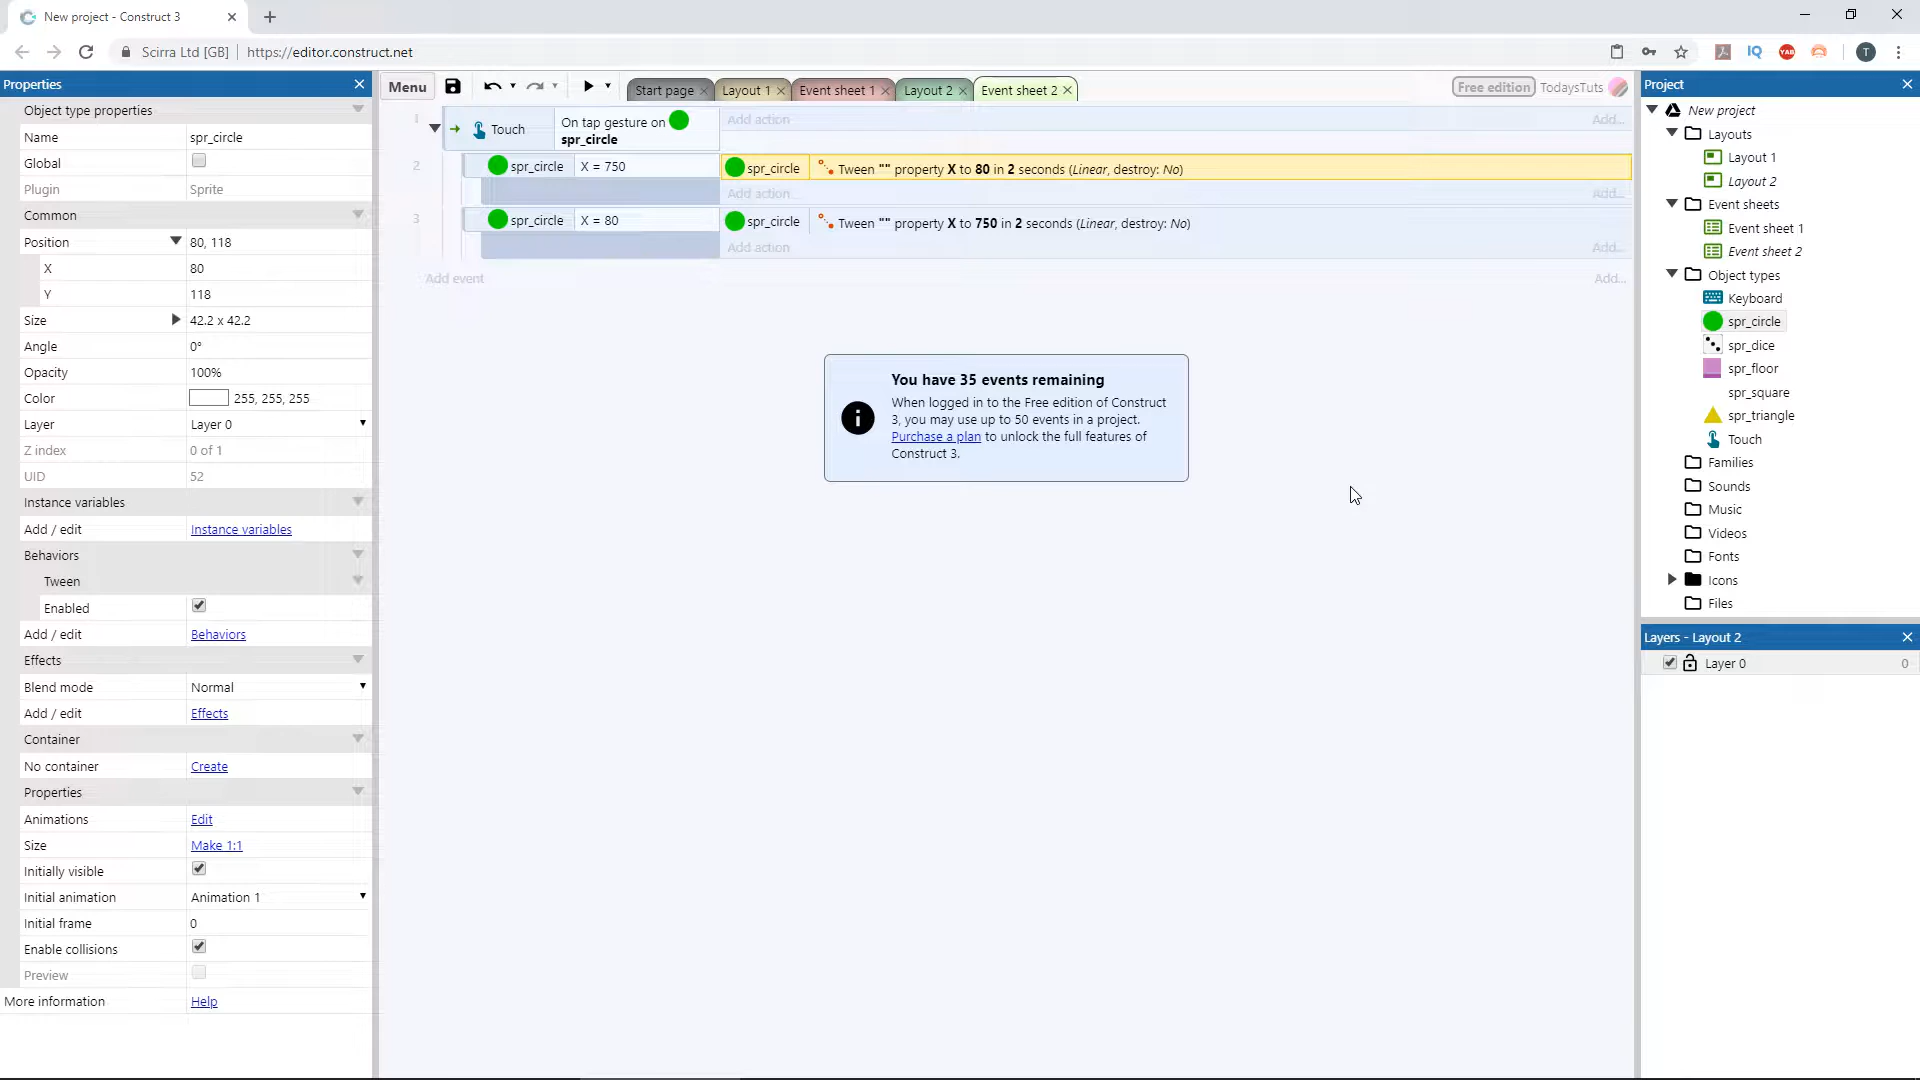 New project - Construct 3
Scirra Ltd [GB]
https://editor.construct.net
IQ
YAB
T
Properties
Object type properties
Name spr_circle
Global
Plugin Sprite
Common
Position 80, 118
X 80
Y 118
Size 42.2 x 42.2
Angle 0°
Opacity 100%
Color 255, 255, 255
Layer Layer 0
Z index 0 of 1
UID 52
Instance variables
Add / edit Instance variables
Behaviors
Tween
Enabled
Add / edit Behaviors
Effects
Blend mode Normal
Add / edit Effects
Container
No container Create
Properties
Animations Edit
Size Make 1:1
Initially visible
Initial animation Animation 1
Initial frame 0
Enable collisions
Preview
More information Help
Menu
Start page Layout 1 Event sheet 1 Layout 2 Event sheet 2
Free edition TodaysTuts
1 Touch On tap gesture on spr_circle Add action Add...
2 spr_circle X = 750 spr_circle Tween "" property X to 80 in 2 seconds (Linear, destroy: No)
Add action Add...
3 spr_circle X = 80 spr_circle Tween "" property X to 750 in 2 seconds (Linear, destroy: No)
Add action Add...
Add event Add...
You have 35 events remaining
When logged in to the Free edition of Construct
3, you may use up to 50 events in a project.
Purchase a plan to unlock the full features of
Construct 3.
Project
New project
Layouts
Layout 1
Layout 2
Event sheets
Event sheet 1
Event sheet 2
Object types
Keyboard
spr_circle
spr_dice
spr_floor
spr_square
spr_triangle
Touch
Families
Sounds
Music
Videos
Fonts
Icons
Files
Layers - Layout 2
Layer 0 0